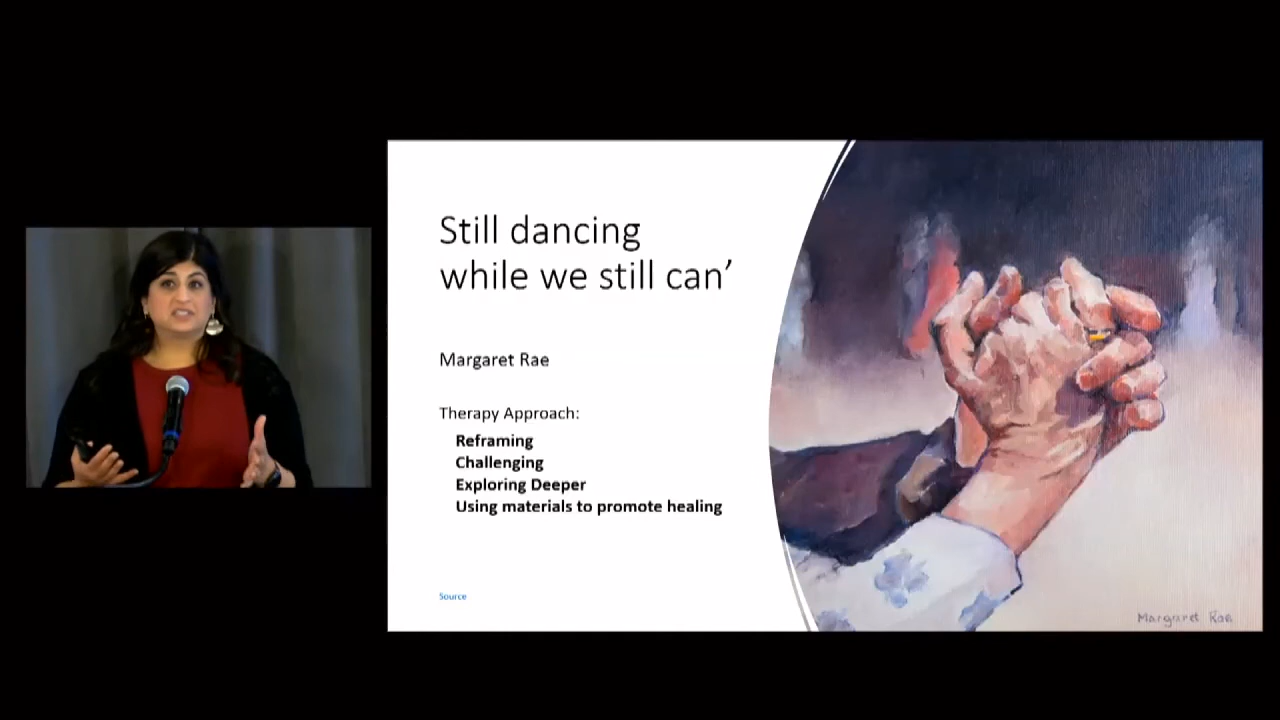 Still dancing
while we still can’
Margaret Rae
Therapy Approach:
Reframing
Challenging
Exploring Deeper
Using materials to promote healing
Source
Margaret Rae